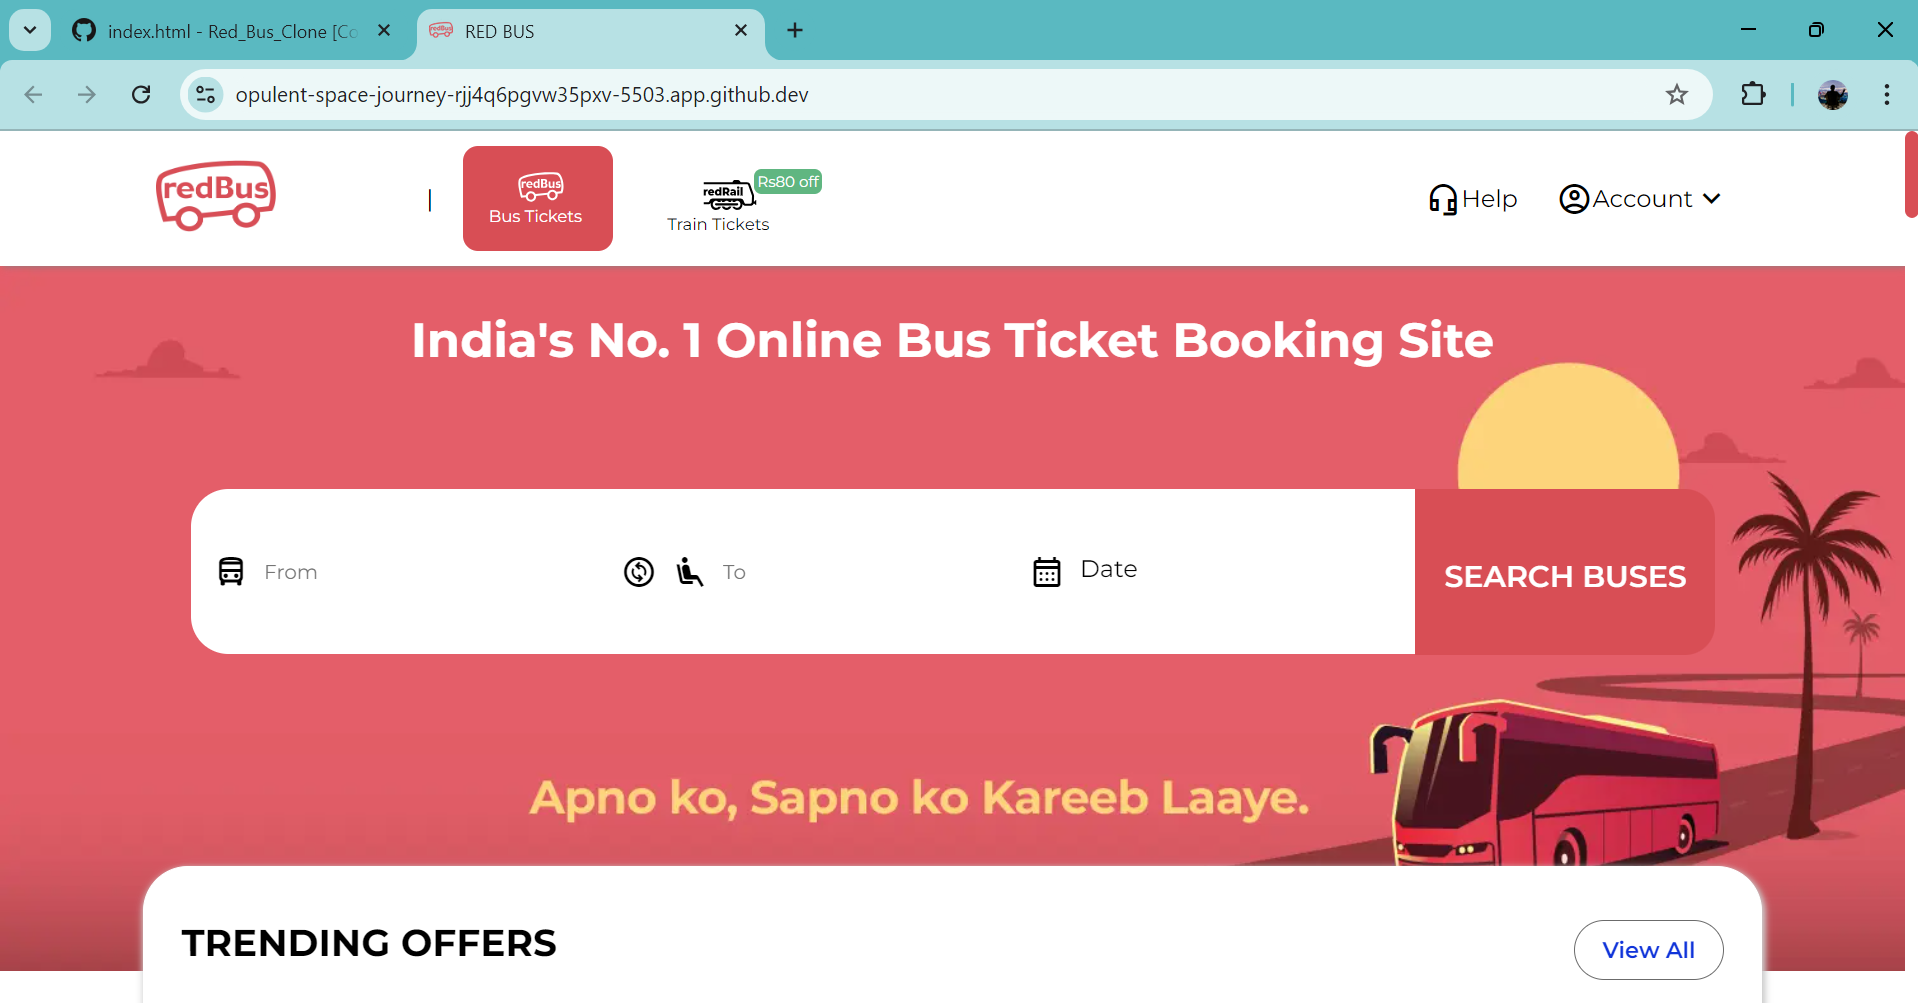 index.html - Red_Bus_Clone [Co
RED BUS
opulent-space-journey-rjj4q6pgvw35pxv-5503.app.github.dev
redBus
|
redBus
Bus Tickets
redRail
Rs80 off
Train Tickets
Help
Account
India's No. 1 Online Bus Ticket Booking Site
From
To
Date
SEARCH BUSES
Apno ko, Sapno ko Kareeb Laaye.
TRENDING OFFERS
View All